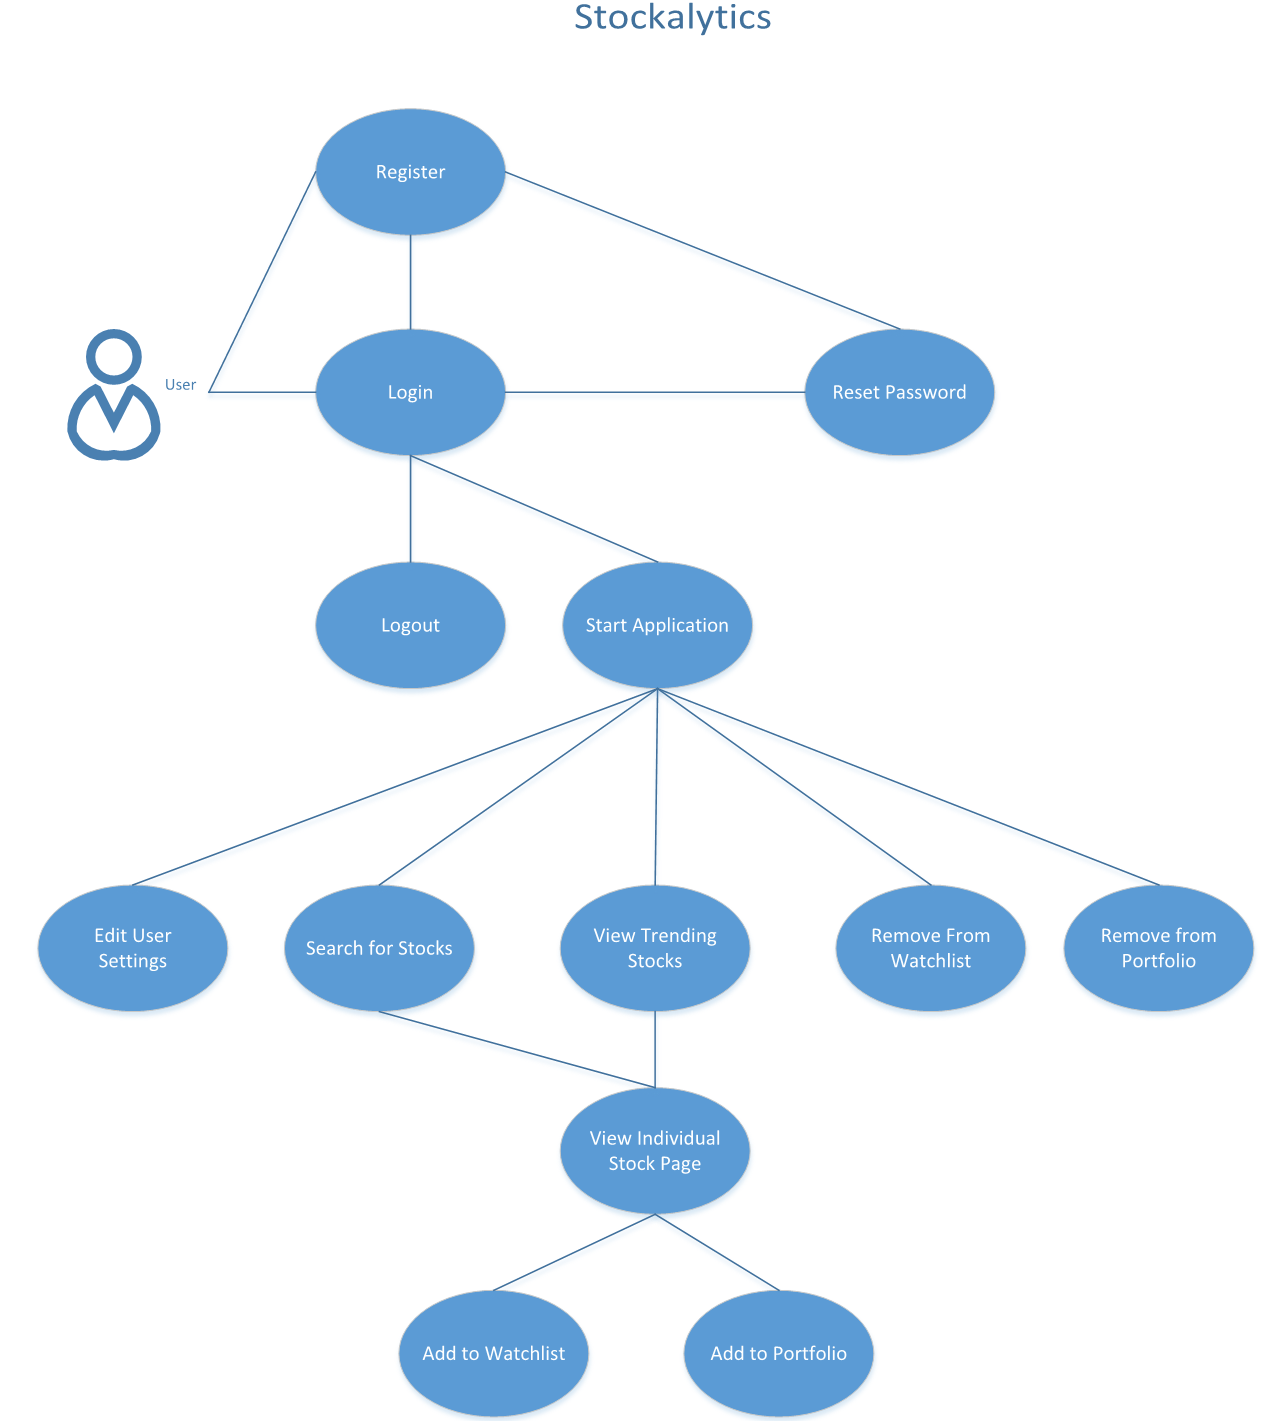 Stockalytics
Register
User
Login
Reset Password
Logout
Start Application
Edit User
Settings
Search for Stocks
View Trending
Stocks
Remove From
Watchlist
Remove from
Portfolio
View Individual
Stock Page
Add to Watchlist
Add to Portfolio